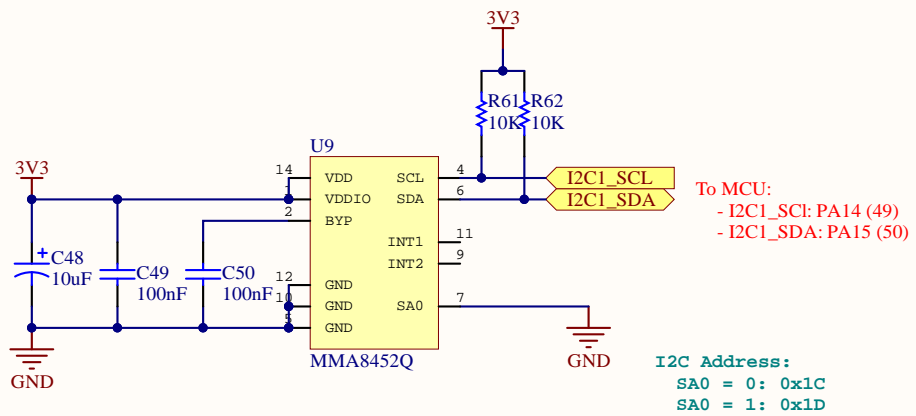 3V3
R61
10K
R62
10K
U9
3V3
14
VDD
SCL
4
I2C1_SCL
1
VDDIO
SDA
6
I2C1_SDA
2
BYP
To MCU:
- I2C1_SCl: PA14 (49)
- I2C1_SDA: PA15 (50)
INT1
11
INT2
9
C48
10uF
C49
100nF
C50
100nF
12
GND
10
GND
SA0
7
5
GND
GND
MMA8452Q
GND
I2C Address:
SA0 = 0: 0x1C
SA0 = 1: 0x1D